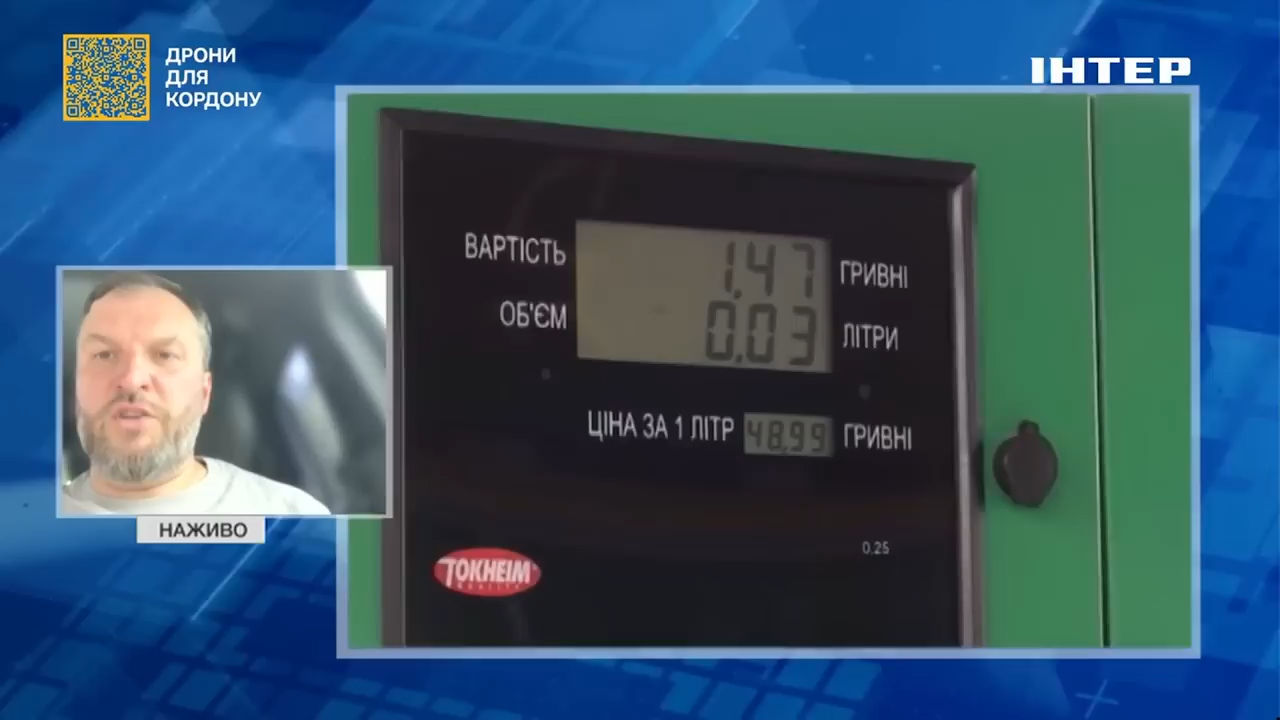 ДРОНИ
ДЛЯ
КОРДОНУ
ІНТЕР
ВАРТІСТЬ 1,47 ГРИВНІ
ОБ'ЄМ 0,03 ЛІТРИ
ЦІНА ЗА 1 ЛІТР 48,99 ГРИВНІ
НАЖИВО
0.25
TOKHEIM